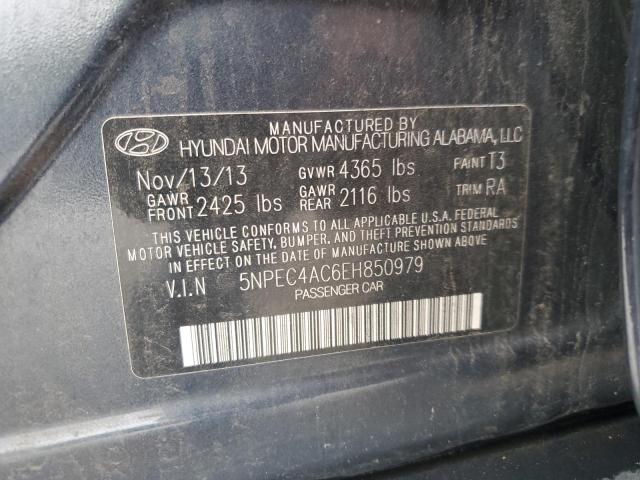 MANUFACTURED BY
HYUNDAI MOTOR MANUFACTURING ALABAMA, LLC
Nov/13/13 GVWR 4365 lbs PAINT T3
GAWR FRONT 2425 lbs GAWR REAR 2116 lbs TRIM RA
THIS VEHICLE CONFORMS TO ALL APPLICABLE U.S.A. FEDERAL
MOTOR VEHICLE SAFETY, BUMPER, AND THEFT PREVENTION
STANDARDS IN EFFECT ON THE DATE OF MANUFACTURE SHOWN ABOVE
V.I.N 5NPEC4AC6EH850979
PASSENGER CAR